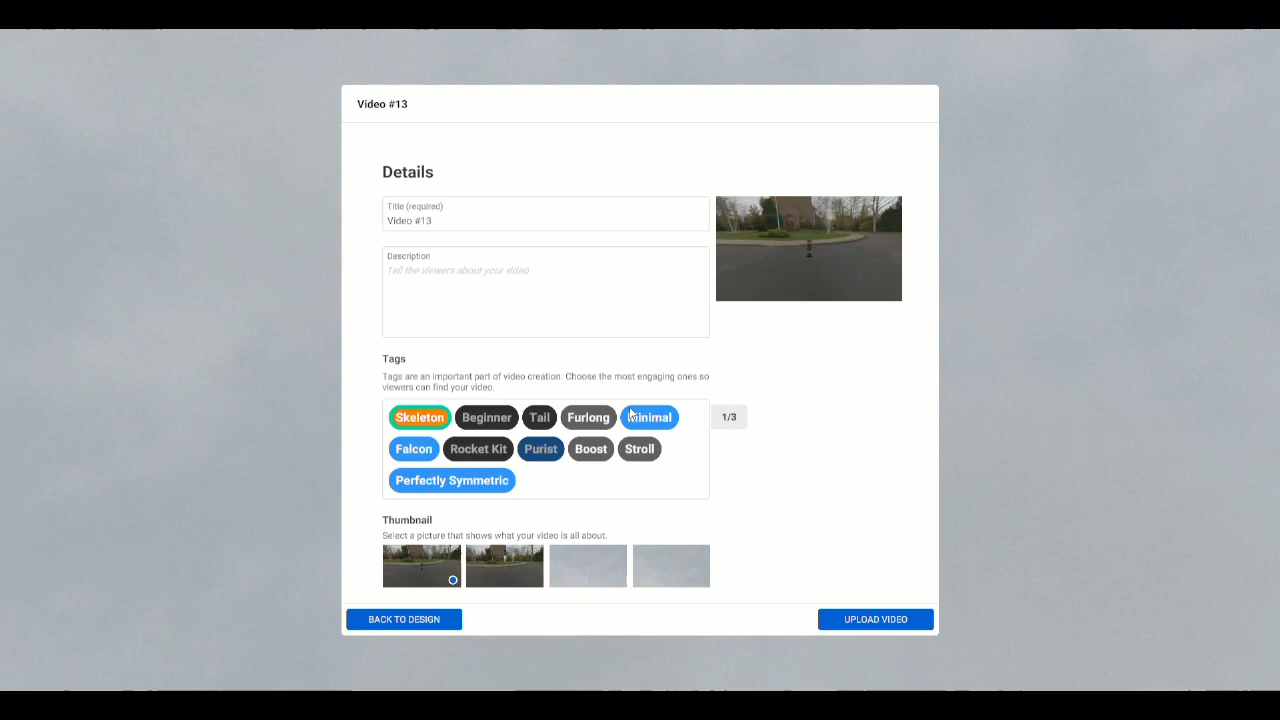 Video #13
Details
Title (required)
Video #13
Description
Tell the viewers about your video
Tags
Tags are an important part of video creation. Choose the most engaging ones so
viewers can find your video.
Skeleton Beginner Tail Furlong Minimal 1/3
Falcon Rocket Kit Purist Boost Stroll
Perfectly Symmetric
Thumbnail
Select a picture that shows what your video is all about.
BACK TO DESIGN UPLOAD VIDEO